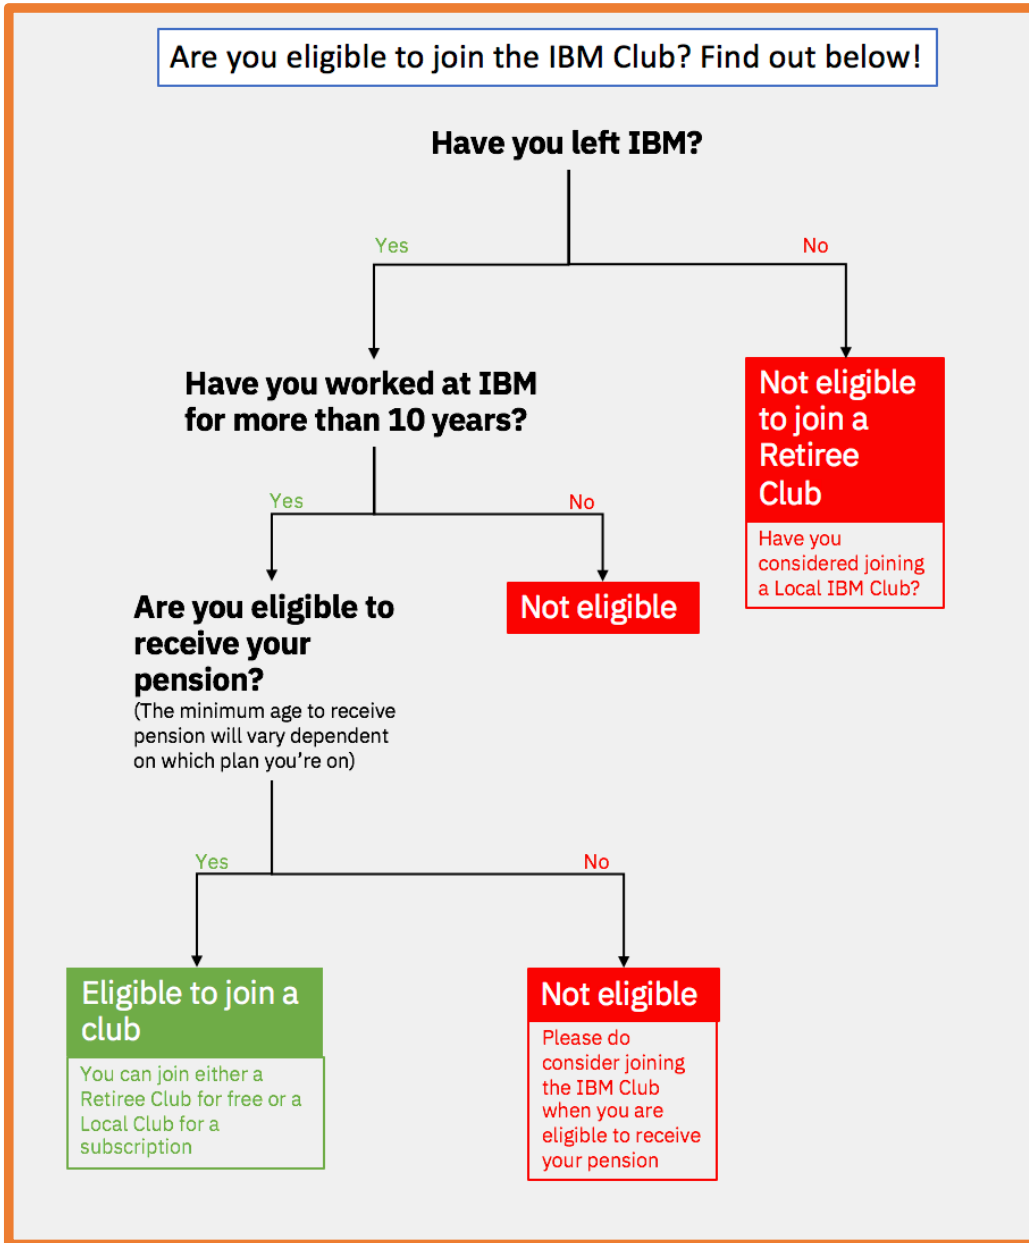 Are you eligible to join the IBM Club? Find out below!
Have you left IBM?
Yes
No
Have you worked at IBM
for more than 10 years?
Not eligible
to join a
Retiree
Club
Have you
considered joining
a Local IBM Club?
Yes
No
Are you eligible to
receive your
pension?
(The minimum age to receive
pension will vary dependent
on which plan you're on)
Not eligible
Yes
No
Eligible to join a
club
You can join either a
Retiree Club for free or a
Local Club for a
subscription
Not eligible
Please do
consider joining
the IBM Club
when you are
eligible to receive
your pension